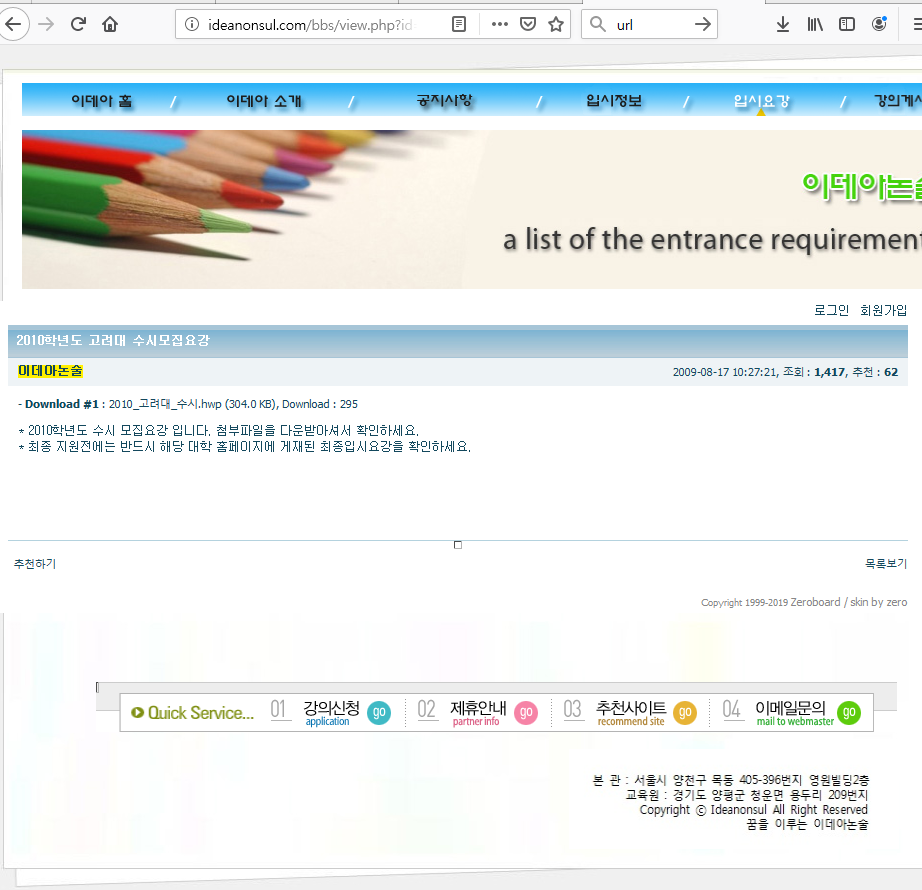 ideanonsul.com/bbs/view.php?id
url
이데아 홈 / 이데아 소개 / 공지사항 / 입시정보 / 입시요강 / 강의게시
이데아논술
a list of the entrance requirement
로그인 회원가입
2010학년도 고려대 수시모집요강
이데아논술
2009-08-17 10:27:21, 조회 : 1,417, 추천 : 62
- Download #1 : 2010_고려대_수시.hwp (304.0 KB), Download : 295
* 2010학년도 수시 모집요강 입니다. 첨부파일을 다운받아셔서 확인하세요.
* 최종 지원전에는 반드시 해당 대학 홈페이지에 게재된 최종입시요강을 확인하세요.
추천하기
목록보기
Copyright 1999-2019 Zeroboard / skin by zero
Quick Service... 01 강의신청 application go 02 제휴안내 partner info go 03 추천사이트 recommend site go 04 이메일문의 mail to webmaster go
본 관 : 서울시 양천구 목동 405-396번지 영원빌딩2층
교육원 : 경기도 양평군 청운면 용두리 209번지
Copyright ⓒ Ideanonsul All Right Reserved
꿈을 이루는 이데아논술